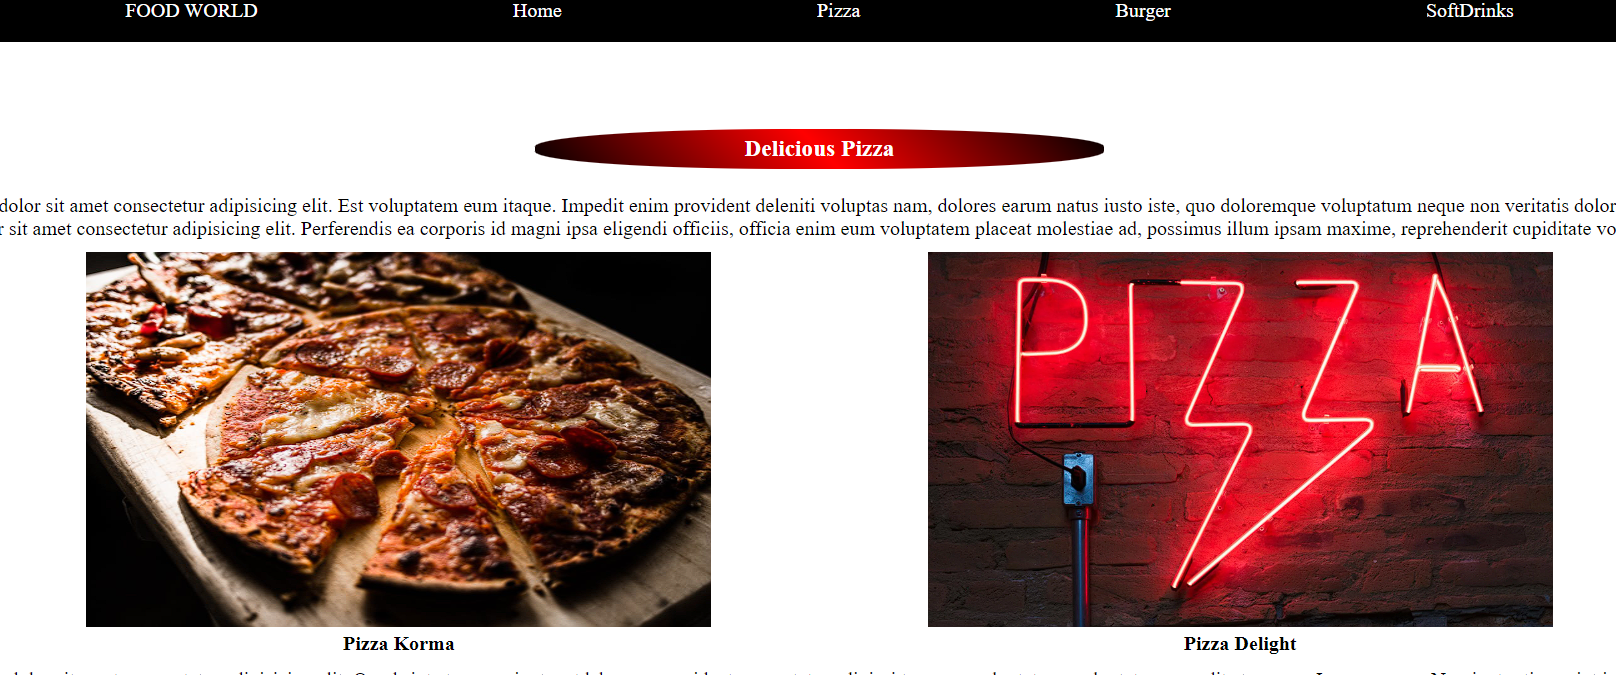 FOOD WORLD Home Pizza Burger SoftDrinks
Delicious Pizza
dolor sit amet consectetur adipisicing elit. Est voluptatem eum itaque. Impedit enim provident deleniti voluptas nam, dolores earum natus iusto iste, quo doloremque voluptatum neque non veritatis dolor
r sit amet consectetur adipisicing elit. Perferendis ea corporis id magni ipsa eligendi officiis, officia enim eum voluptatem placeat molestiae ad, possimus illum ipsam maxime, reprehenderit cupiditate vo
PIZZA
Pizza Korma
Pizza Delight